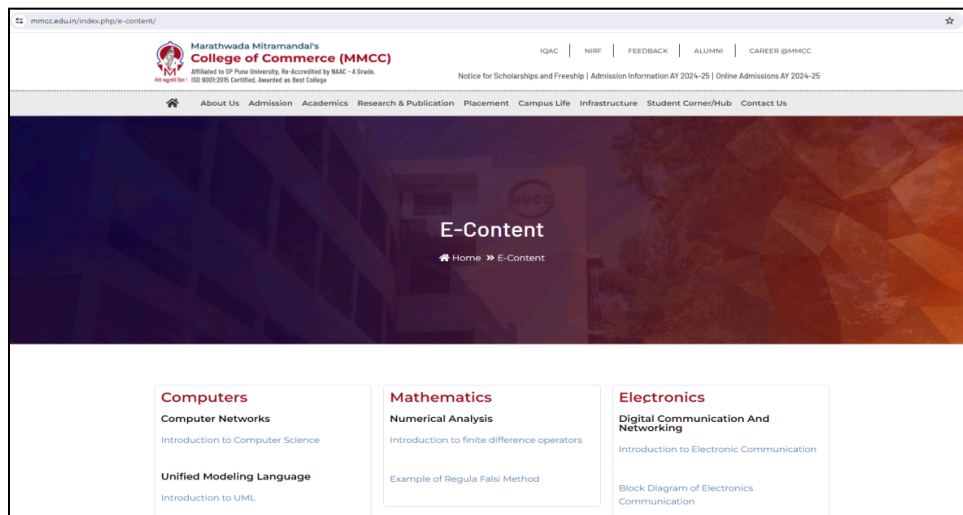 mmcc.edu.in/index.php/e-content/
Marathwada Mitramandal's
College of Commerce (MMCC)
Affiliated to SP Pune University, Re-Accredited by NAAC - A Grade.
ISO 9001:2015 Certified, Awarded as Best College
IQAC
NIRF
FEEDBACK
ALUMNI
CAREER @MMCC
Notice for Scholarships and Freeship | Admission Information AY 2024-25 | Online Admissions AY 2024-25
About Us Admission Academics Research & Publication Placement Campus Life Infrastructure Student Corner/Hub Contact Us
MMCC
E-Content
Home » E-Content
Computers
Computer Networks
Introduction to Computer Science
Unified Modeling Language
Introduction to UML
Mathematics
Numerical Analysis
Introduction to finite difference operators
Example of Regula Falsi Method
Electronics
Digital Communication And
Networking
Introduction to Electronic Communication
Block Diagram of Electronics
Communication